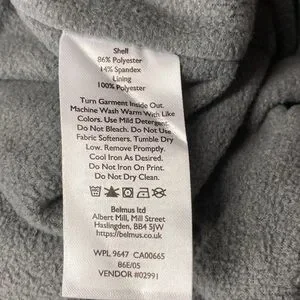 Shell
86% Polyester
14% Spandex
Lining
100% Polyester
Turn Garment Inside Out.
Machine Wash Warm With Like
Colors. Use Mild Detergent.
Do Not Bleach. Do Not Use
Fabric Softeners. Tumble Dry
Low. Remove Promptly.
Cool Iron As Desired.
Do Not Iron On Print.
Do Not Dry Clean.
Belmus ltd
Albert Mill, Mill Street
Haslingden, BB4 5JW
https://belmus.co.uk
WPL 9647 CA00665
86E/05
VENDOR #02991